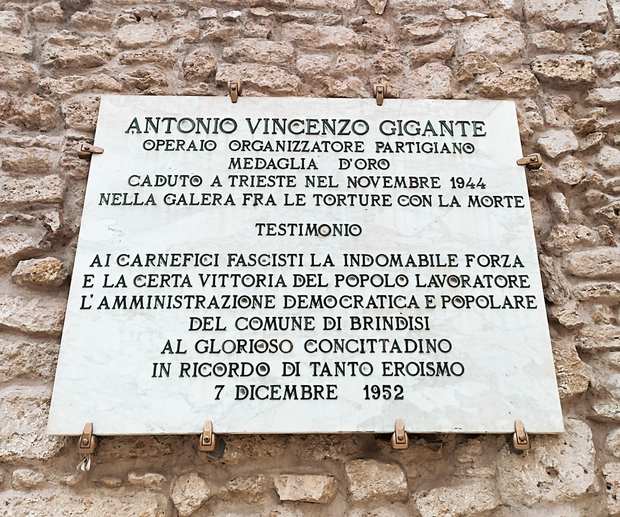 ANTONIO VINCENZO GIGANTE
OPERAIO ORGANIZZATORE PARTIGIANO
MEDAGLIA D'ORO
CADUTO A TRIESTE NEL NOVEMBRE 1944
NELLA GALERA FRA LE TORTURE CON LA MORTE
TESTIMONIO
AI CARNEFICI FASCISTI LA INDOMABILE FORZA
E LA CERTA VITTORIA DEL POPOLO LAVORATORE
L'AMMINISTRAZIONE DEMOCRATICA E POPOLARE
DEL COMUNE DI BRINDISI
AL GLORIOSO CONCITTADINO
IN RICORDO DI TANTO EROISMO
7 DICEMBRE 1952